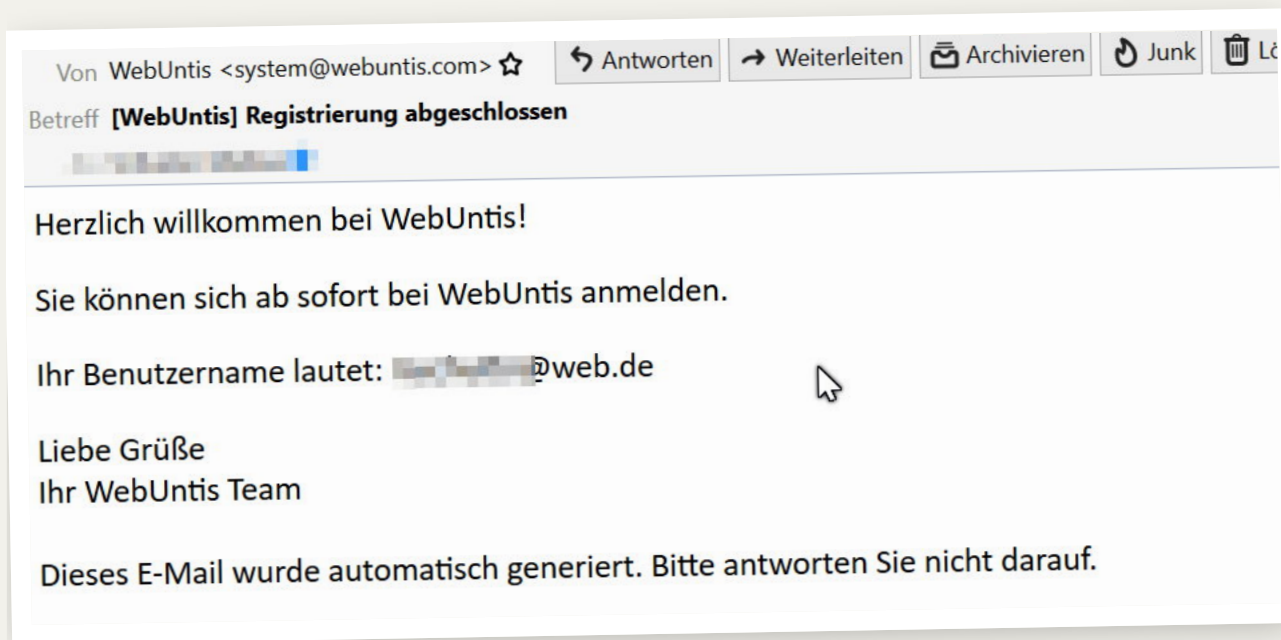 Von WebUntis <system@webuntis.com> Antworten Weiterleiten Archivieren Junk
Betreff [WebUntis] Registrierung abgeschlossen
Herzlich willkommen bei WebUntis!
Sie können sich ab sofort bei WebUntis anmelden.
Ihr Benutzername lautet: @web.de
Liebe Grüße
Ihr WebUntis Team
Dieses E-Mail wurde automatisch generiert. Bitte antworten Sie nicht darauf.